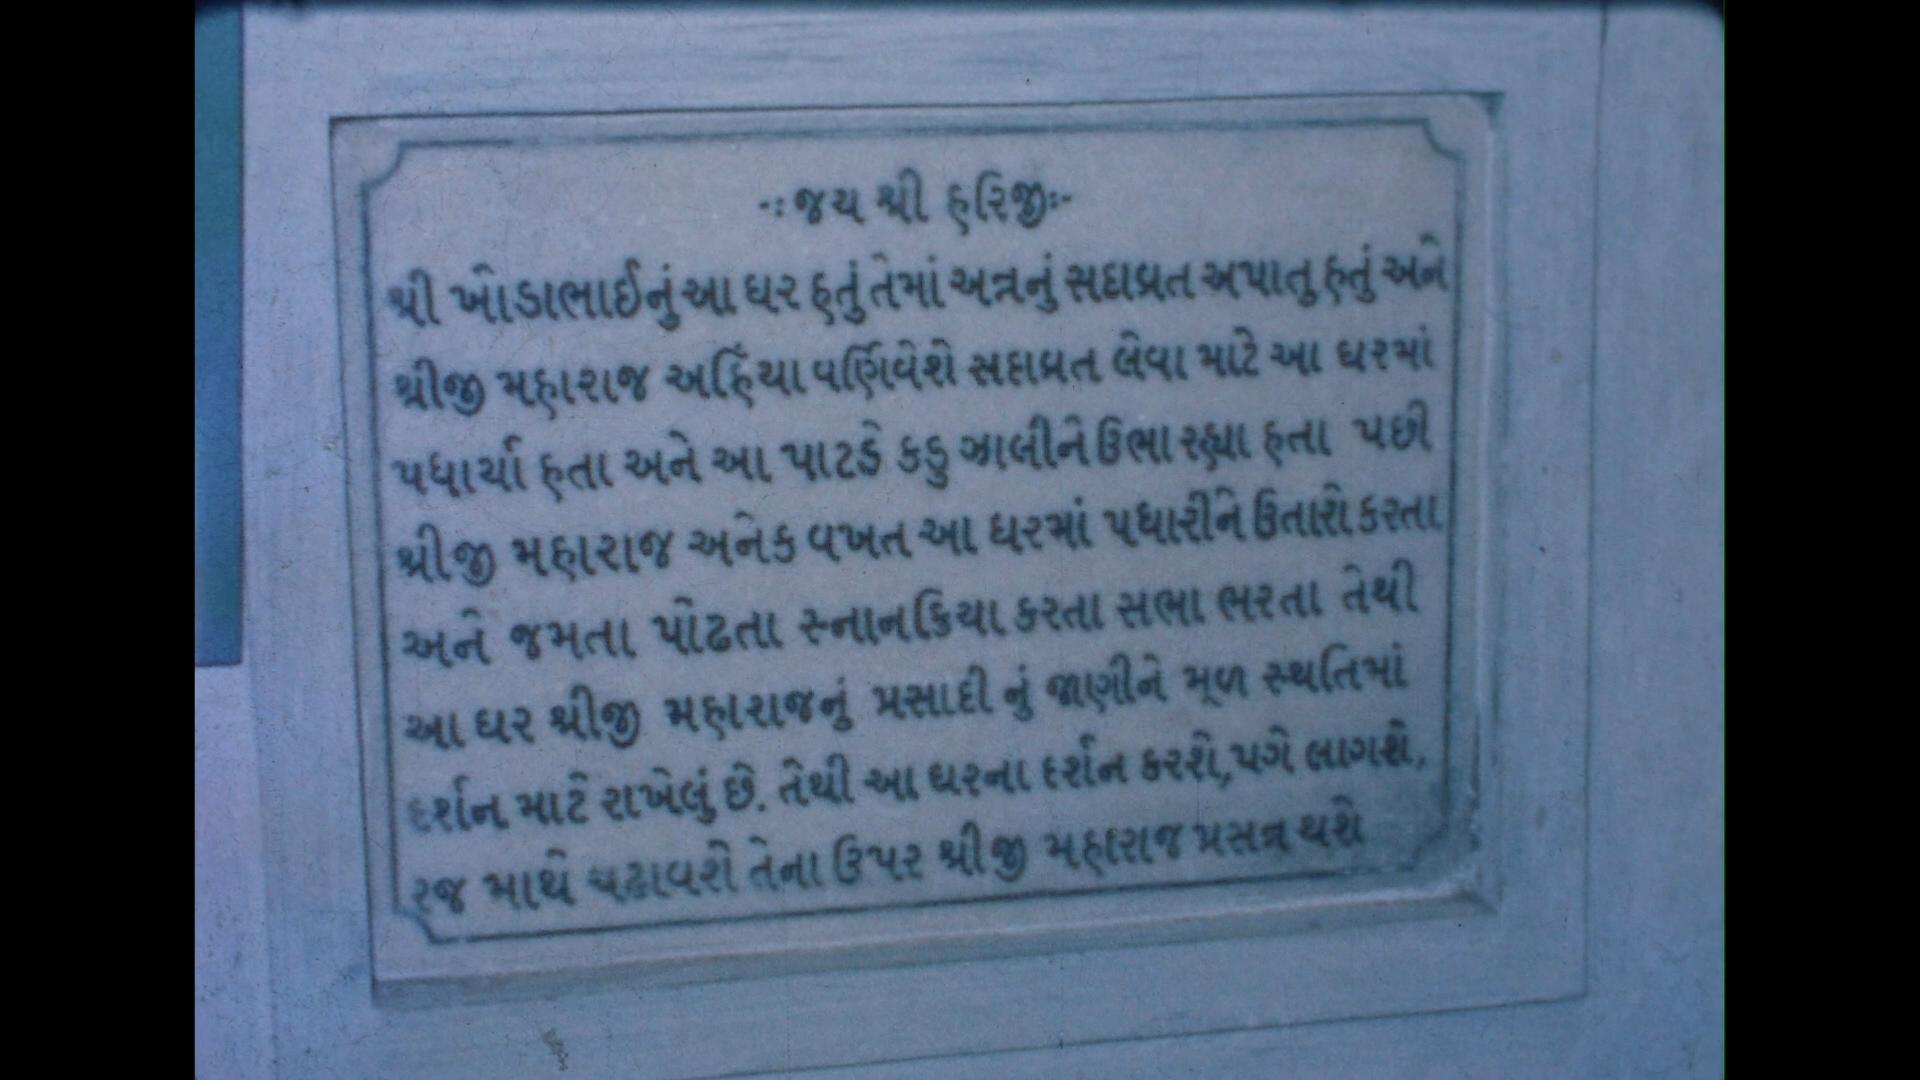 -: જય શ્રી હરિજી :-
શ્રી ખોડાભાઈનું આ ઘર હતું તેમાં અન્નનું સદાવ્રત અપાતુ હતું અને
શ્રીજી મહારાજ અહિંયા વર્ણિવેશે સદાવ્રત લેવા માટે આ ઘરમાં
પધાર્યા હતા અને આ પાટડે કડુ ઝાલીને ઉભા રહ્યા હતા પછી
શ્રીજી મહારાજ અનેક વખત આ ઘરમાં પધારીને ઉતારો કરતા
અને જમતા પોઢતા સ્નાનક્રિયા કરતા સભા ભરતા તેથી
આ ઘર શ્રીજી મહારાજનું પ્રસાદી નું જાણીને મૂળ સ્થતિમાં
દર્શન માટે રાખેલું છે. તેથી આ ઘરના દર્શન કરશે, પગે લાગશે,
રજ માથે ચઢાવશે તેના ઉપર શ્રીજી મહારાજ પ્રસન્ન થશે